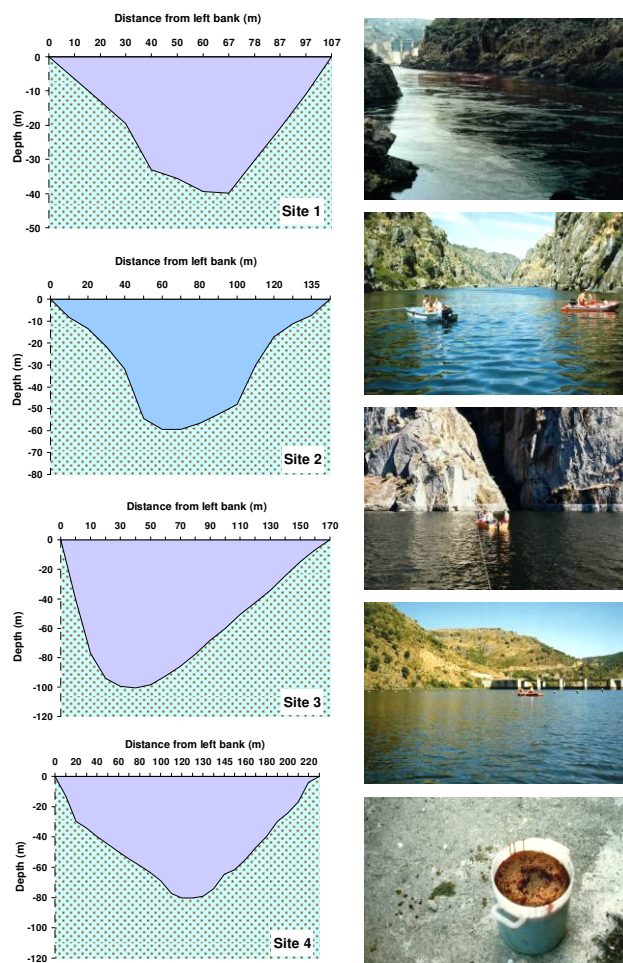 Distance from left bank (m)
0 20 40 60 67 78 87 97 107
0
-10
-20
-30
-40
-50
Depth (m)
Site 1
Distance from left bank (m)
0 20 40 60 80 100 120 135
0
-10
-20
-30
-40
-50
-60
-70
-80
Depth (m)
Site 2
Distance from left bank (m)
0 10 30 50 70 90 110 130 150 170
0
-20
-40
-60
-80
-100
-120
Depth (m)
Site 3
Distance from left bank (m)
0 20 40 60 80 100 120 130 145 160 180 200 220
0
-20
-40
-60
-80
-100
-120
Depth (m)
Site 4